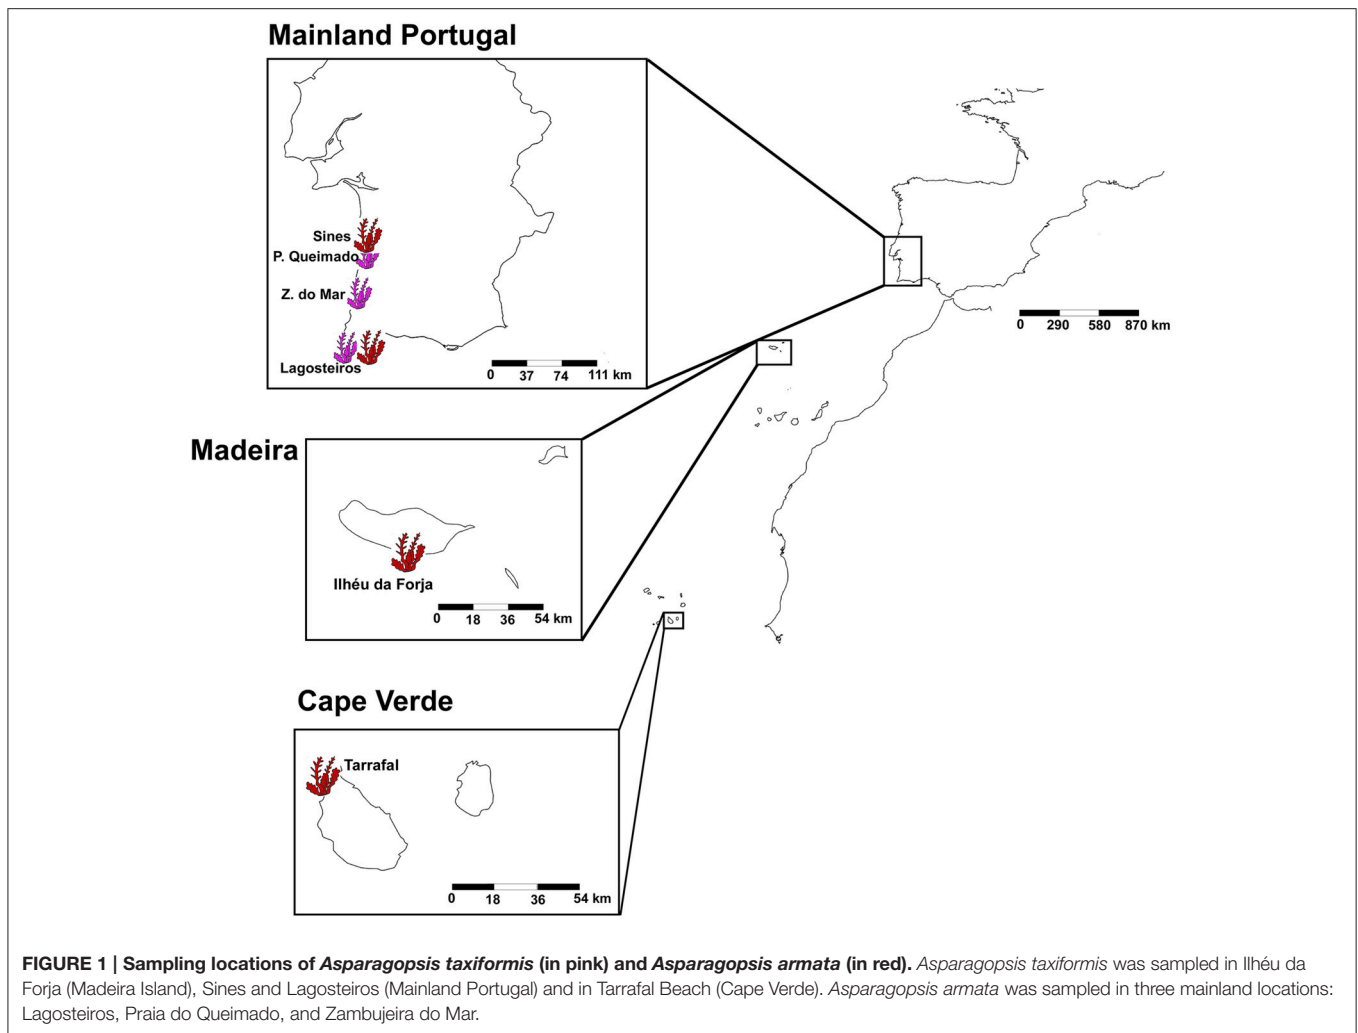 Mainland Portugal
Sines
P. Queimado
Z. do Mar
Lagosteiros
0 37 74 111 km
0 290 580 870 km
Madeira
Ilhéu da Forja
0 18 36 54 km
Cape Verde
Tarrafal
0 18 36 54 km
FIGURE 1 | Sampling locations of Asparagopsis taxiformis (in pink) and Asparagopsis armata (in red). Asparagopsis taxiformis was sampled in Ilhéu da
Forja (Madeira Island), Sines and Lagosteiros (Mainland Portugal) and in Tarrafal Beach (Cape Verde). Asparagopsis armata was sampled in three mainland locations:
Lagosteiros, Praia do Queimado, and Zambujeira do Mar.